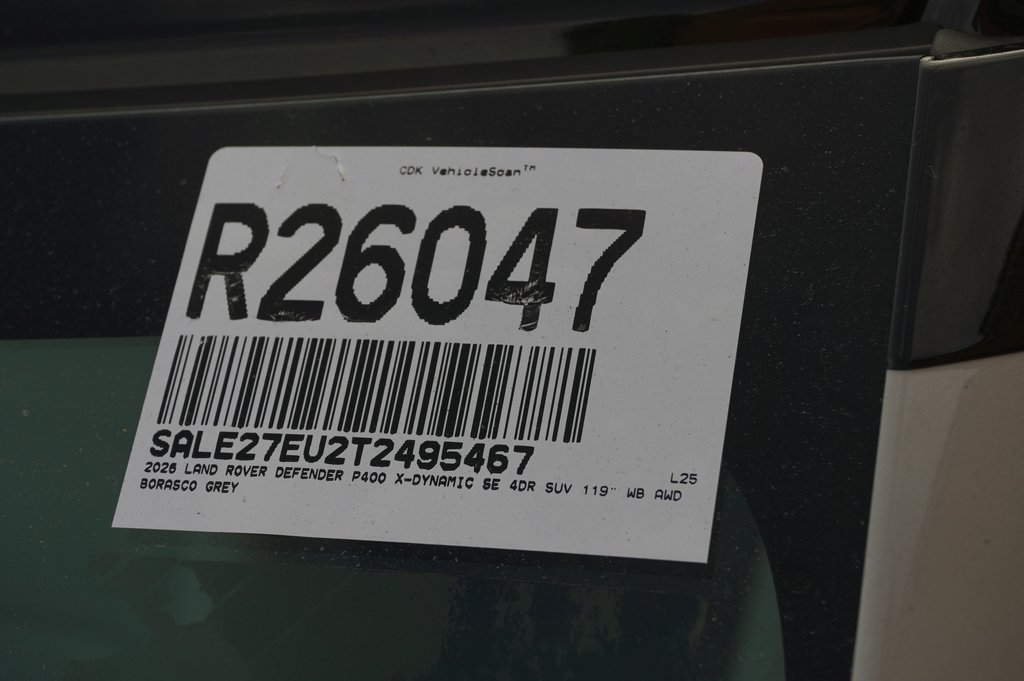 CDK VehicleScan™
R26047
SALE27EU2T2495467
2026 LAND ROVER DEFENDER P400 X-DYNAMIC SE 4DR SUV 119" WB AWD L25
BORASCO GREY